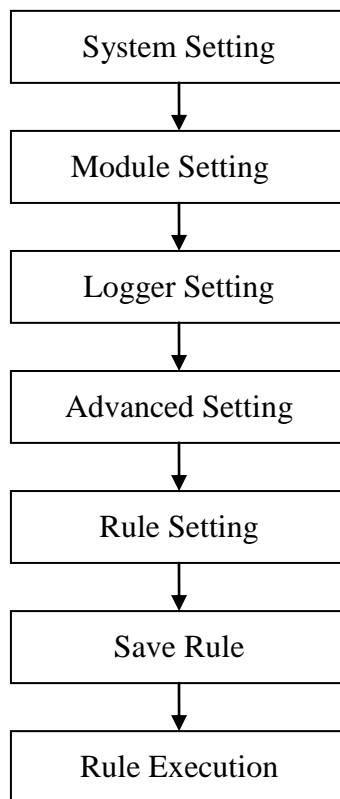 System Setting
Module Setting
Logger Setting
Advanced Setting
Rule Setting
Save Rule
Rule Execution